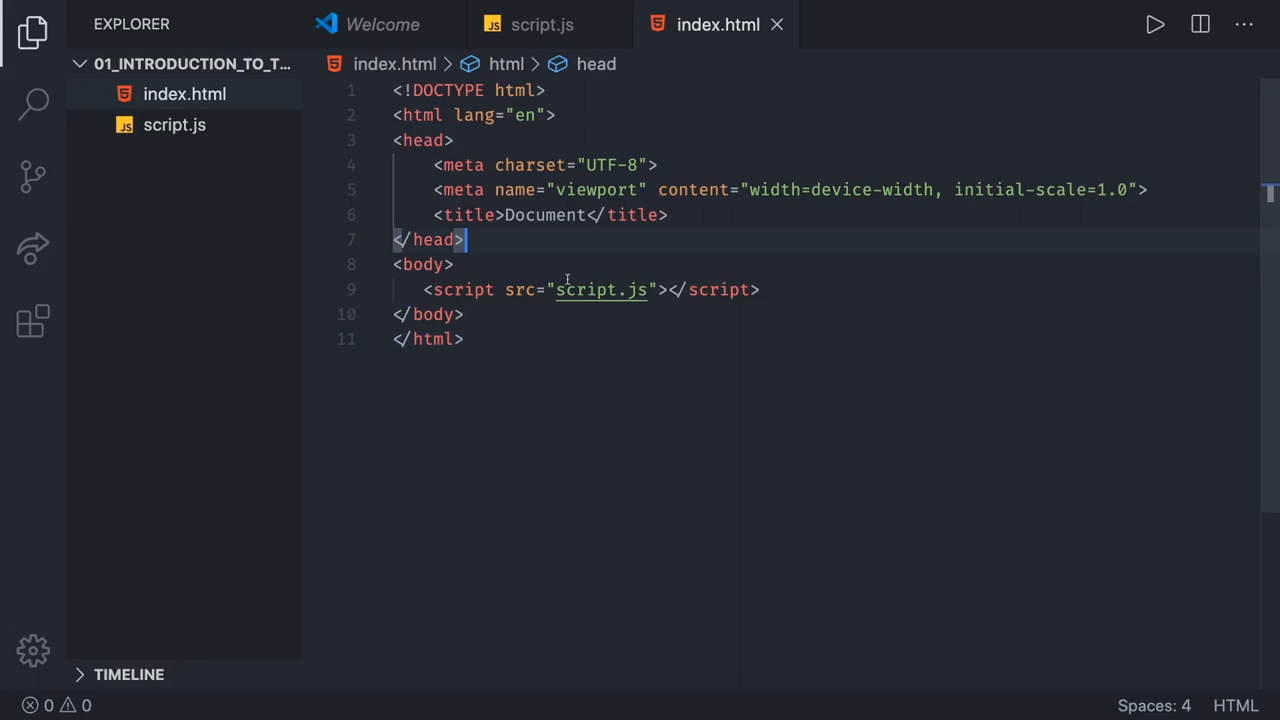 EXPLORER
Welcome
JS script.js
index.html
01_INTRODUCTION_TO_T...
index.html
JS script.js
index.html > html > head
1 <!DOCTYPE html>
2 <html lang="en">
3 <head>
4 <meta charset="UTF-8">
5 <meta name="viewport" content="width=device-width, initial-scale=1.0">
6 <title>Document</title>
7 </head>
8 <body>
9 <script src="script.js"></script>
10 </body>
11 </html>
TIMELINE
0 0
Spaces: 4 HTML